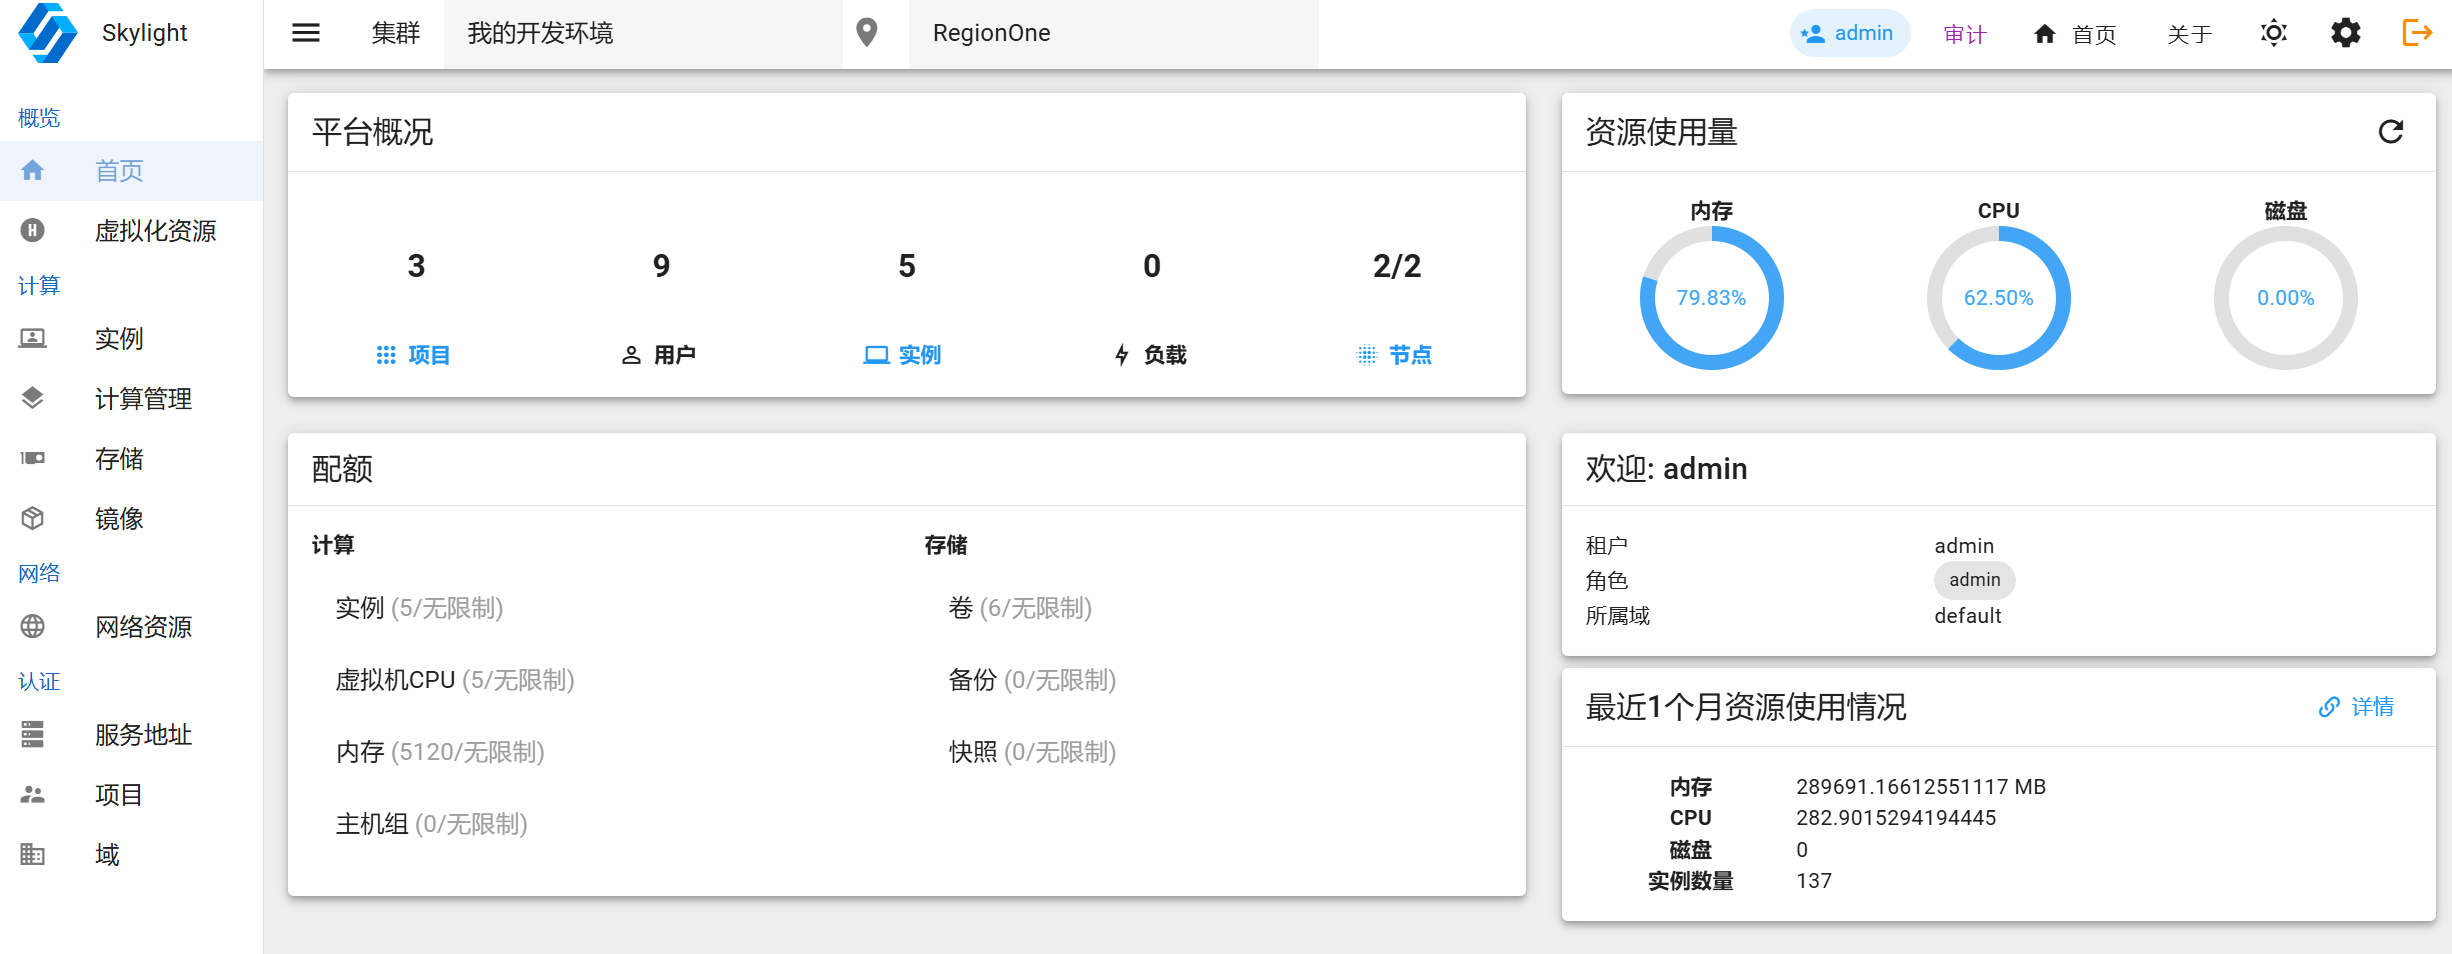 Skylight
集群
我的开发环境
RegionOne
admin
审计
首页
关于
概览
首页
虚拟化资源
计算
实例
计算管理
存储
镜像
网络
网络资源
认证
服务地址
项目
域
平台概况
3
9
5
0
2/2
项目
用户
实例
负载
节点
资源使用量
内存
CPU
磁盘
79.83%
62.50%
0.00%
配额
计算
存储
实例 (5/无限制)
卷 (6/无限制)
虚拟机CPU (5/无限制)
备份 (0/无限制)
内存 (5120/无限制)
快照 (0/无限制)
主机组 (0/无限制)
欢迎: admin
租户 admin
角色 admin
所属域 default
最近1个月资源使用情况
详情
内存 289691.16612551117 MB
CPU 282.9015294194445
磁盘 0
实例数量 137